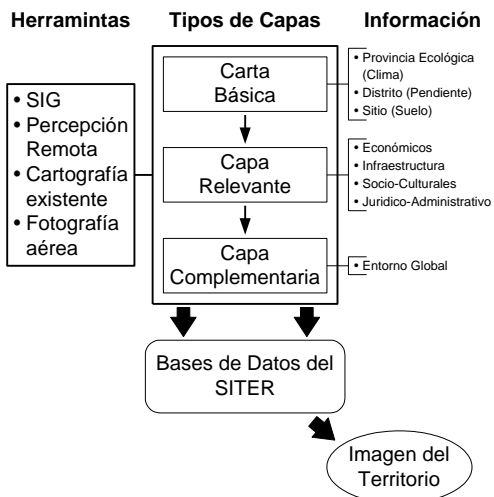 Herramintas
Tipos de Capas
Información
• SIG
• Percepción
Remota
• Cartografía
existente
• Fotografía
aérea
Carta
Básica
Capa
Relevante
Capa
Complementaria
• Provincia Ecológica
(Clima)
• Distrito (Pendiente)
• Sitio (Suelo)
• Económicos
• Infraestructura
• Socio-Culturales
• Juridico-Administrativo
• Entorno Global
Bases de Datos del
SITER
Imagen del
Territorio